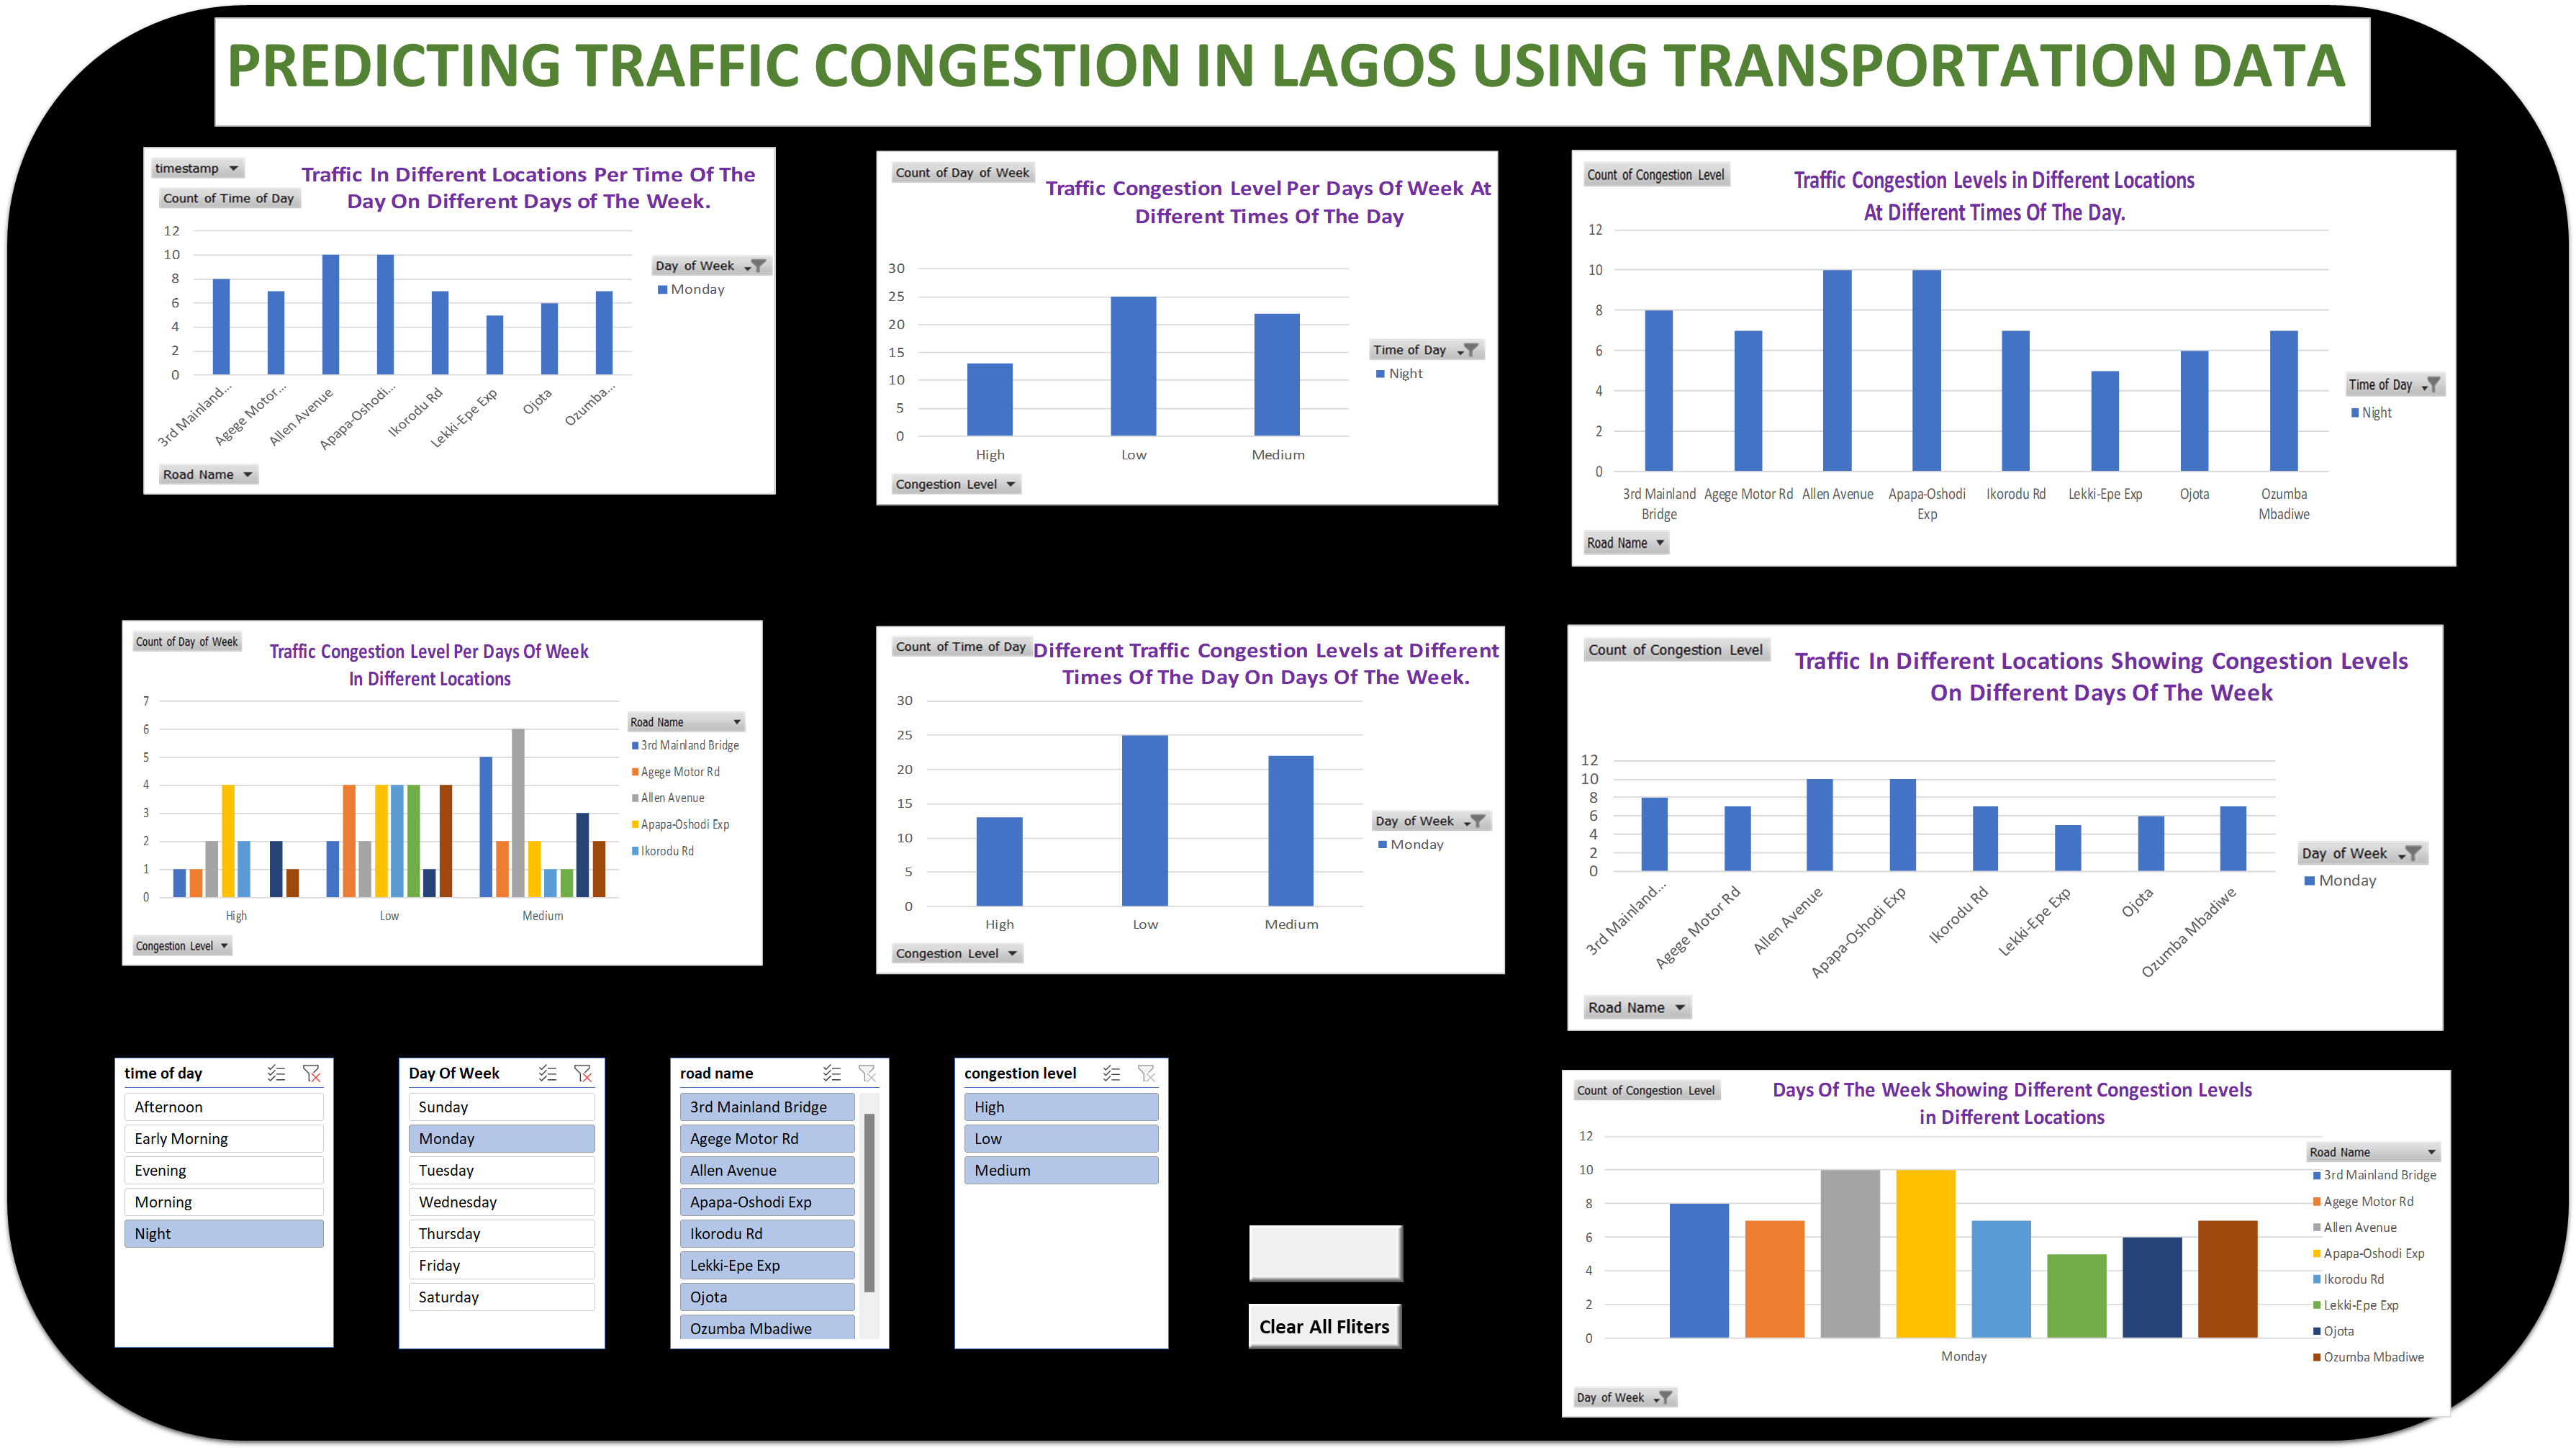 PREDICTING TRAFFIC CONGESTION IN LAGOS USING TRANSPORTATION DATA
timestamp
Count of Time of Day
Traffic In Different Locations Per Time Of The
Day On Different Days of The Week.
12
10
8
6
4
2
0
3rd Mainland...
Agege Motor...
Allen Avenue
Apapa-Oshodi...
Ikorodu Rd
Lekki-Epe Exp
Ojota
Ozumba...
Day of Week
Monday
Road Name
Count of Day of Week
Traffic Congestion Level Per Days Of Week At
Different Times Of The Day
30
25
20
15
10
5
0
High
Low
Medium
Time of Day
Night
Congestion Level
Count of Congestion Level
Traffic Congestion Levels in Different Locations
At Different Times Of The Day.
12
10
8
6
4
2
0
3rd Mainland
Bridge
Agege Motor Rd
Allen Avenue
Apapa-Oshodi
Exp
Ikorodu Rd
Lekki-Epe Exp
Ojota
Ozumba
Mbadiwe
Time of Day
Night
Road Name
Count of Day of Week
Traffic Congestion Level Per Days Of Week
In Different Locations
7
6
5
4
3
2
1
0
High
Low
Medium
Road Name
3rd Mainland Bridge
Agege Motor Rd
Allen Avenue
Apapa-Oshodi Exp
Ikorodu Rd
Congestion Level
Count of Time of Day
Different Traffic Congestion Levels at Different
Times Of The Day On Days Of The Week.
30
25
20
15
10
5
0
High
Low
Medium
Day of Week
Monday
Congestion Level
Count of Congestion Level
Traffic In Different Locations Showing Congestion Levels
On Different Days Of The Week
12
10
8
6
4
2
0
3rd Mainland...
Agege Motor Rd
Allen Avenue
Apapa-Oshodi Exp
Ikorodu Rd
Lekki-Epe Exp
Ojota
Ozumba Mbadiwe
Day of Week
Monday
Road Name
time of day
Afternoon
Early Morning
Evening
Morning
Night
Day Of Week
Sunday
Monday
Tuesday
Wednesday
Thursday
Friday
Saturday
road name
3rd Mainland Bridge
Agege Motor Rd
Allen Avenue
Apapa-Oshodi Exp
Ikorodu Rd
Lekki-Epe Exp
Ojota
Ozumba Mbadiwe
congestion level
High
Low
Medium
Clear All Fliters
Count of Congestion Level
Days Of The Week Showing Different Congestion Levels
in Different Locations
12
10
8
6
4
2
0
Monday
Road Name
3rd Mainland Bridge
Agege Motor Rd
Allen Avenue
Apapa-Oshodi Exp
Ikorodu Rd
Lekki-Epe Exp
Ojota
Ozumba Mbadiwe
Day of Week